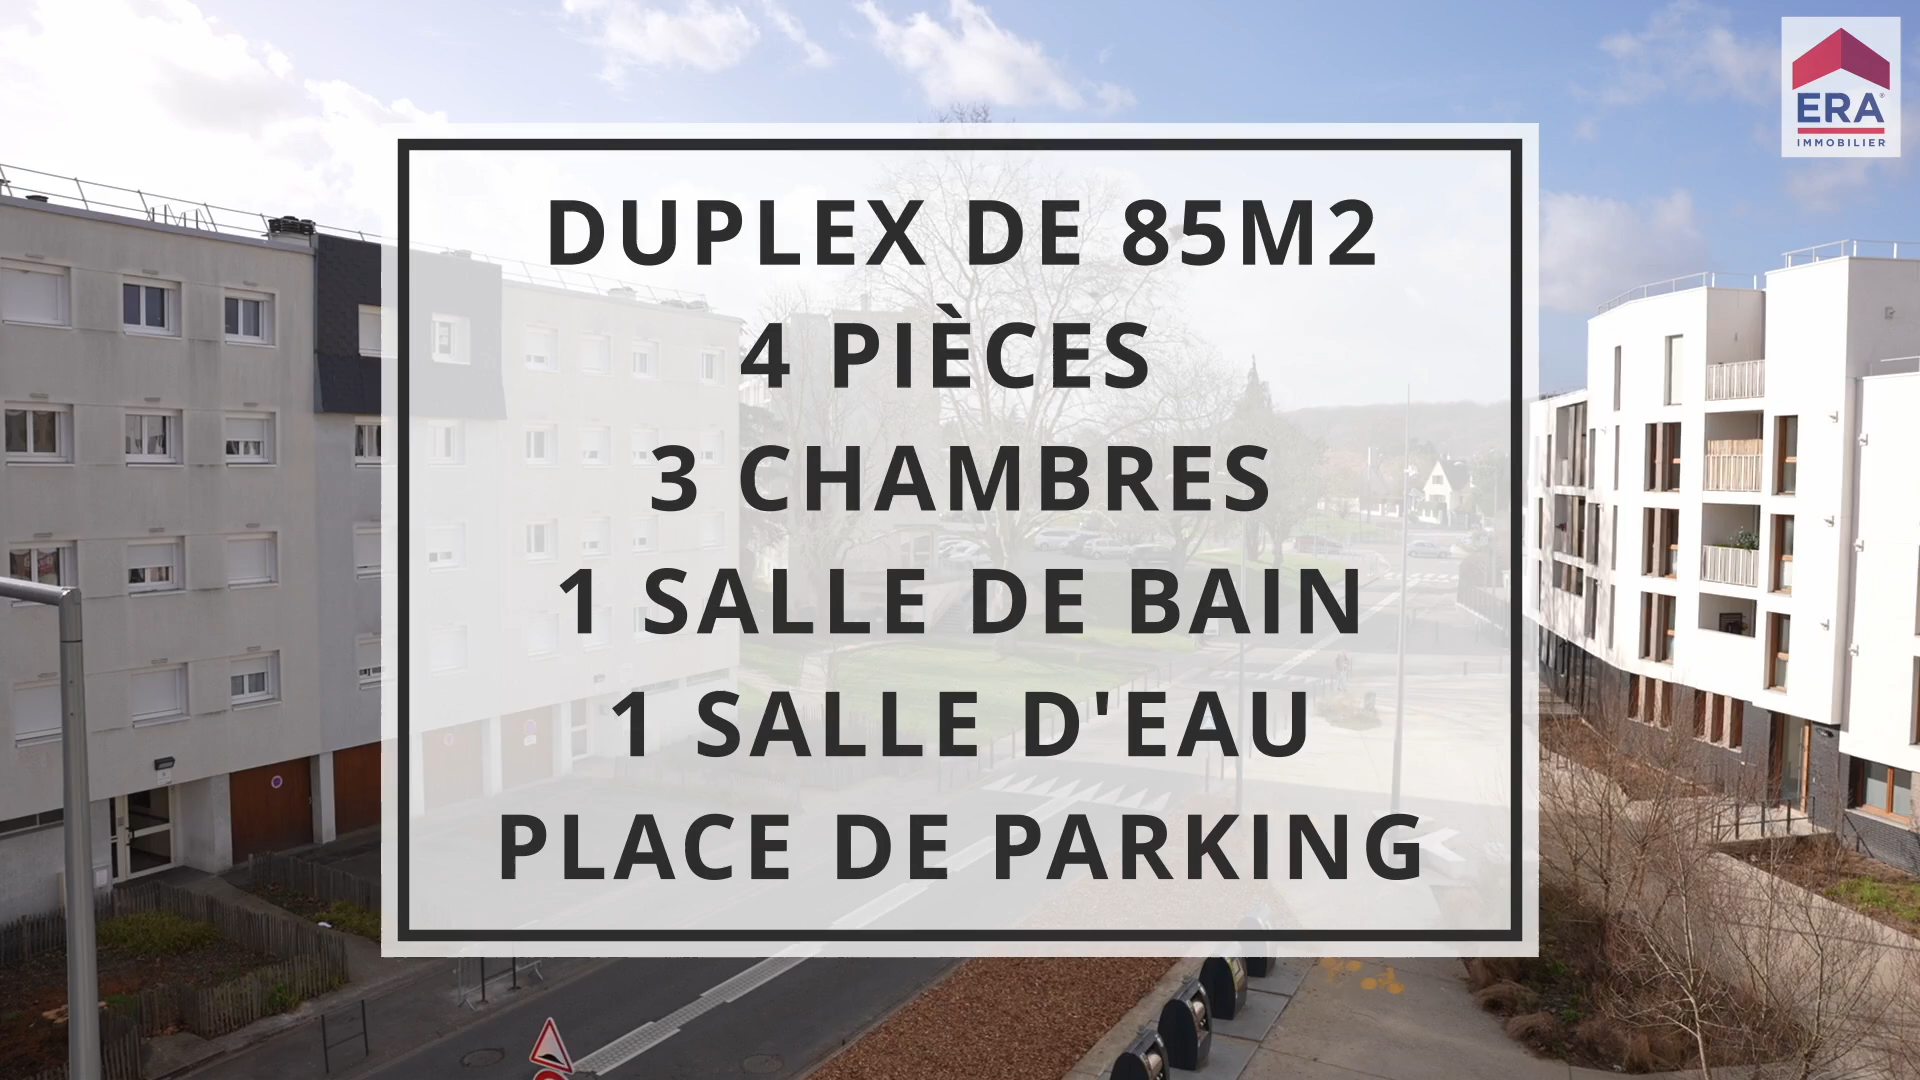 ERA
IMMOBILIER
DUPLEX DE 85M2
4 PIÈCES
3 CHAMBRES
1 SALLE DE BAIN
1 SALLE D'EAU
PLACE DE PARKING